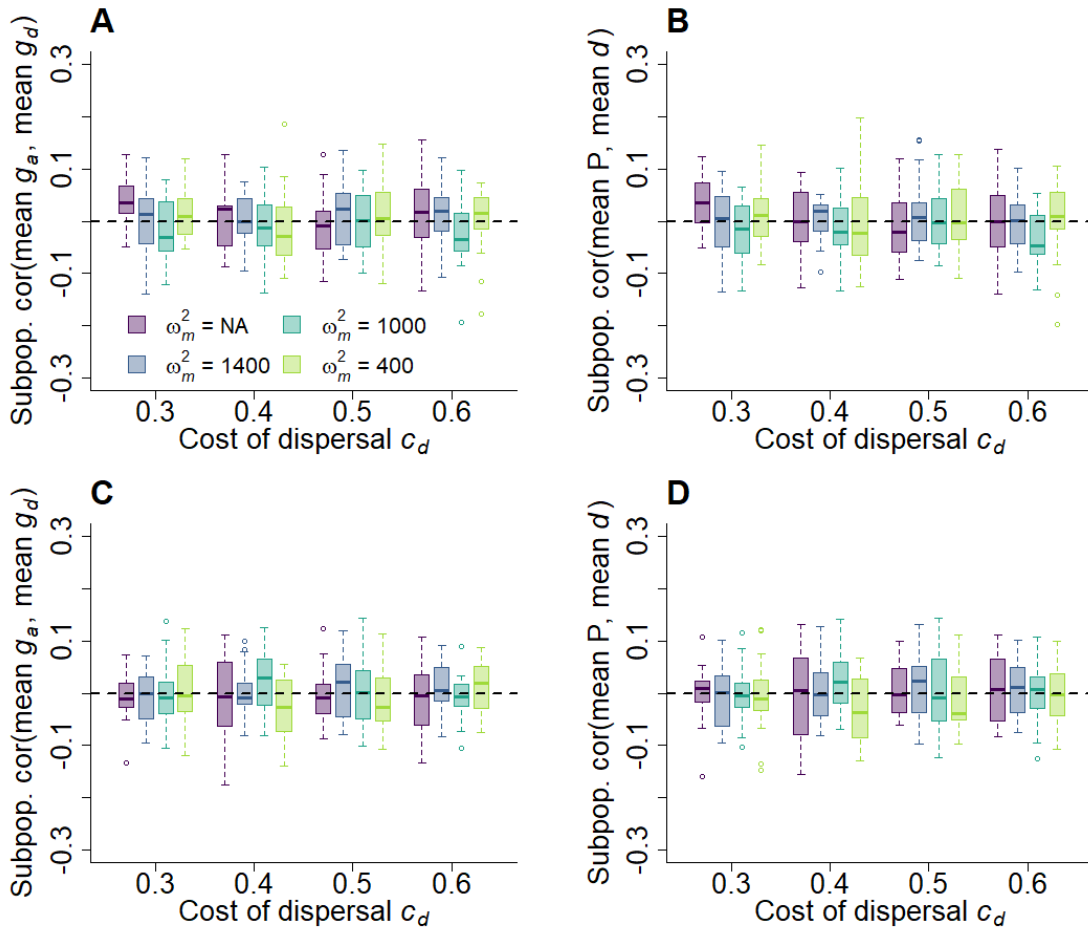 A
Subpop. cor(mean g_a, mean g_d)
0.3
0.1
-0.1
-0.3
ω_m^2 = NA
ω_m^2 = 1000
ω_m^2 = 1400
ω_m^2 = 400
0.3 0.4 0.5 0.6
Cost of dispersal c_d
B
Subpop. cor(mean P, mean d)
0.3
0.1
-0.1
-0.3
0.3 0.4 0.5 0.6
Cost of dispersal c_d
C
Subpop. cor(mean g_a, mean g_d)
0.3
0.1
-0.1
-0.3
0.3 0.4 0.5 0.6
Cost of dispersal c_d
D
Subpop. cor(mean P, mean d)
0.3
0.1
-0.1
-0.3
0.3 0.4 0.5 0.6
Cost of dispersal c_d